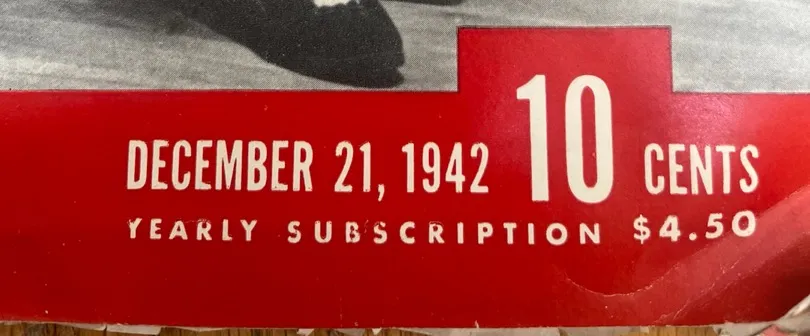 DECEMBER 21, 1942 10 CENTS
YEARLY SUBSCRIPTION $4.50